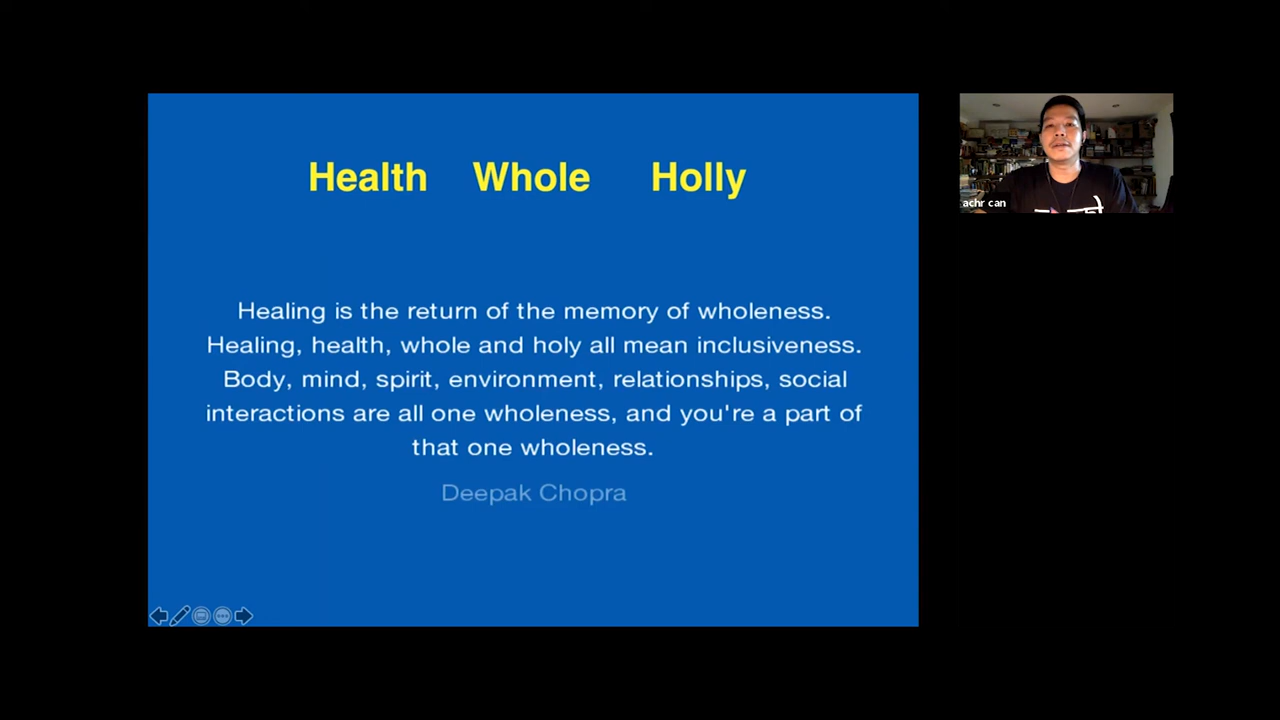 Health Whole Holly
Healing is the return of the memory of wholeness.
Healing, health, whole and holy all mean inclusiveness.
Body, mind, spirit, environment, relationships, social
interactions are all one wholeness, and you're a part of
that one wholeness.
Deepak Chopra
achr can